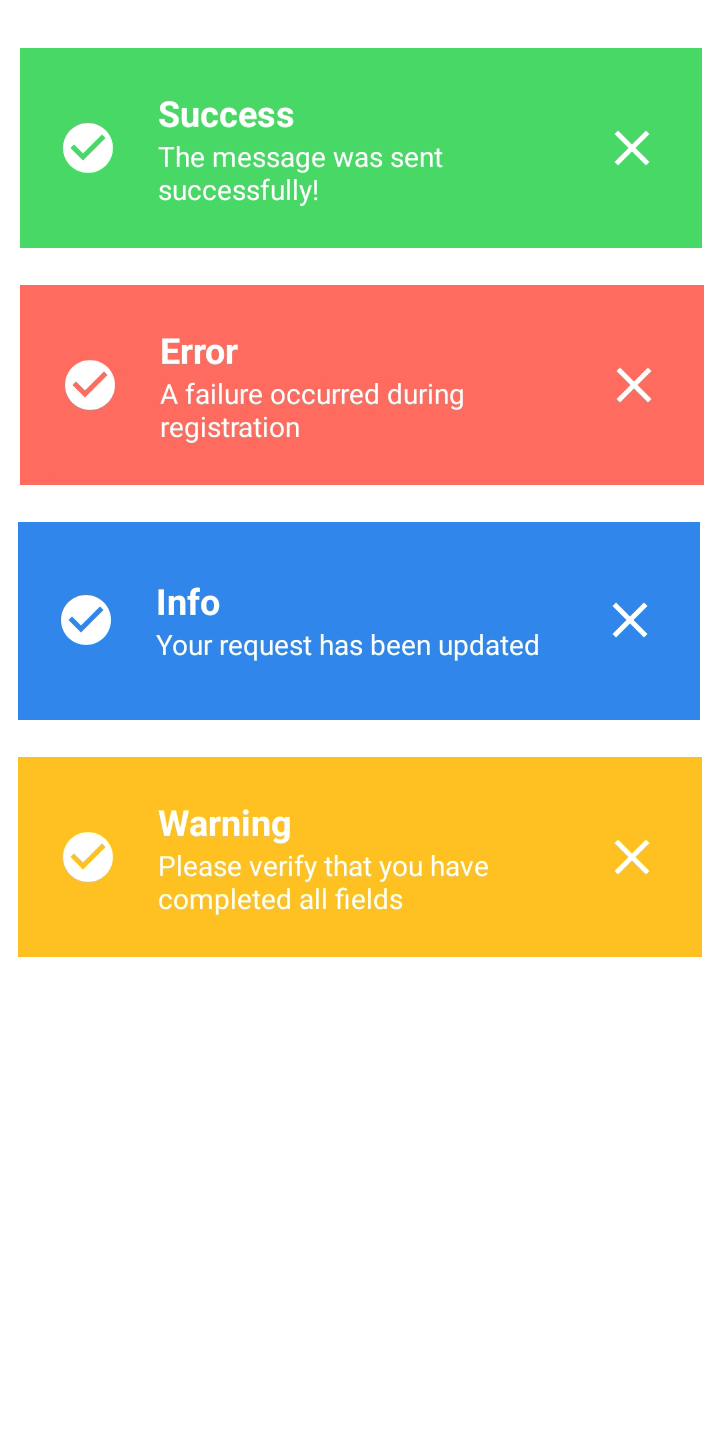 Success
The message was sent
successfully!
Error
A failure occurred during
registration
Info
Your request has been updated
Warning
Please verify that you have
completed all fields